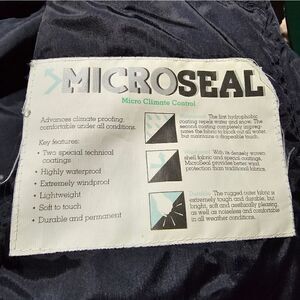 MICROSEAL
Micro Climate Control
Advances climate proofing,
comfortable under all conditions.
Key features:
• Two special technical
coatings
• Highly waterproof
• Extremely windproof
• Lightweight
• Soft to touch
• Durable and permanent
The first hydrophobic
coating repels water and snow. The
second coating completely impreg-
nates the fabric to knock out all water,
but maintains a disposible touch.
With its densely woven
shell fabric and special coatings,
MicroSeal provides better wind
protection than traditional fabrics.
The rugged outer fabric is
extremely tough and durable, but
bright, soft and aesthically pleasing,
as well as noiseless and comfortable
in all weather conditions.